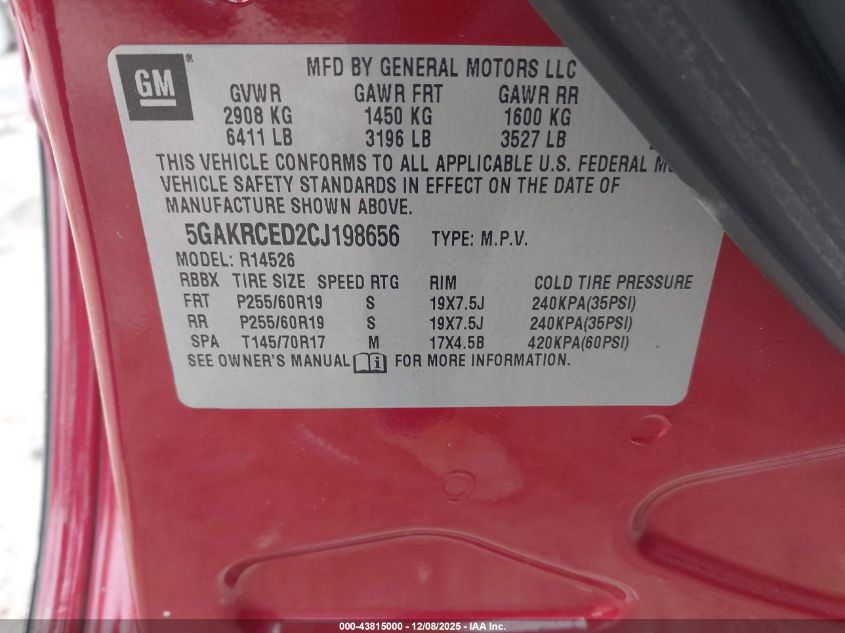 GM ®
MFD BY GENERAL MOTORS LLC
GVWR GAWR FRT GAWR RR
2908 KG 1450 KG 1600 KG
6411 LB 3196 LB 3527 LB
THIS VEHICLE CONFORMS TO ALL APPLICABLE U.S. FEDERAL
VEHICLE SAFETY STANDARDS IN EFFECT ON THE DATE OF
MANUFACTURE SHOWN ABOVE.
5GAKRCED2CJ198656 TYPE: M.P.V.
MODEL: R14526
RBBX TIRE SIZE SPEED RTG RIM COLD TIRE PRESSURE
FRT P255/60R19 S 19X7.5J 240KPA(35PSI)
RR P255/60R19 S 19X7.5J 240KPA(35PSI)
SPA T145/70R17 M 17X4.5B 420KPA(60PSI)
SEE OWNER'S MANUAL FOR MORE INFORMATION.
000-43815000 - 12/08/2025 - IAA Inc.